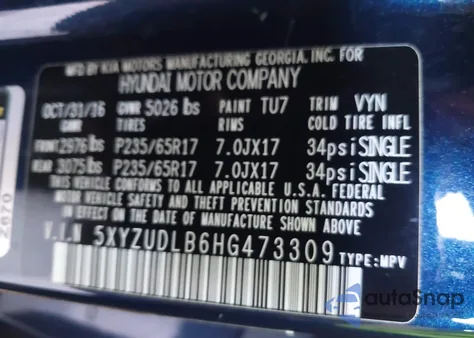 MFD BY KIA MOTORS MANUFACTURING GEORGIA, INC. FOR
HYUNDAI MOTOR COMPANY
OCT/31/16 GVWR 5026 lbs PAINT TU7 TRIM VYN
GAWR TIRES RIMS COLD TIRE INFL
FRONT 2976 lbs P235/65R17 7.0JX17 34psi SINGLE
REAR 3075 lbs P235/65R17 7.0JX17 34psi SINGLE
THIS VEHICLE CONFORMS TO ALL APPLICABLE U.S.A. FEDERAL
MOTOR VEHICLE SAFETY AND THEFT PREVENTION STANDARDS
IN EFFECT ON THE DATE OF MANUFACTURE SHOWN ABOVE.
V.I.N 5XYZUDLB6HG473309 TYPE:MPV
2670
autoSnap